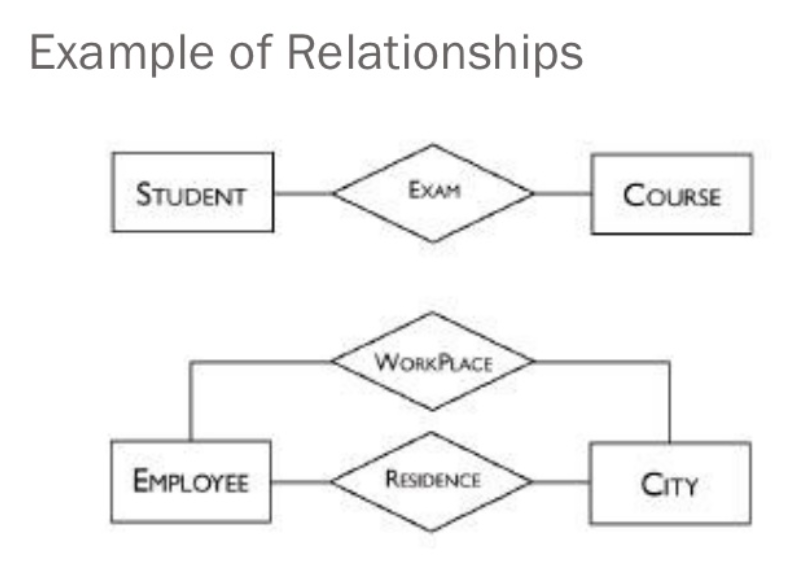 Example of Relationships
STUDENT EXAM COURSE
WORKPLACE
EMPLOYEE RESIDENCE CITY